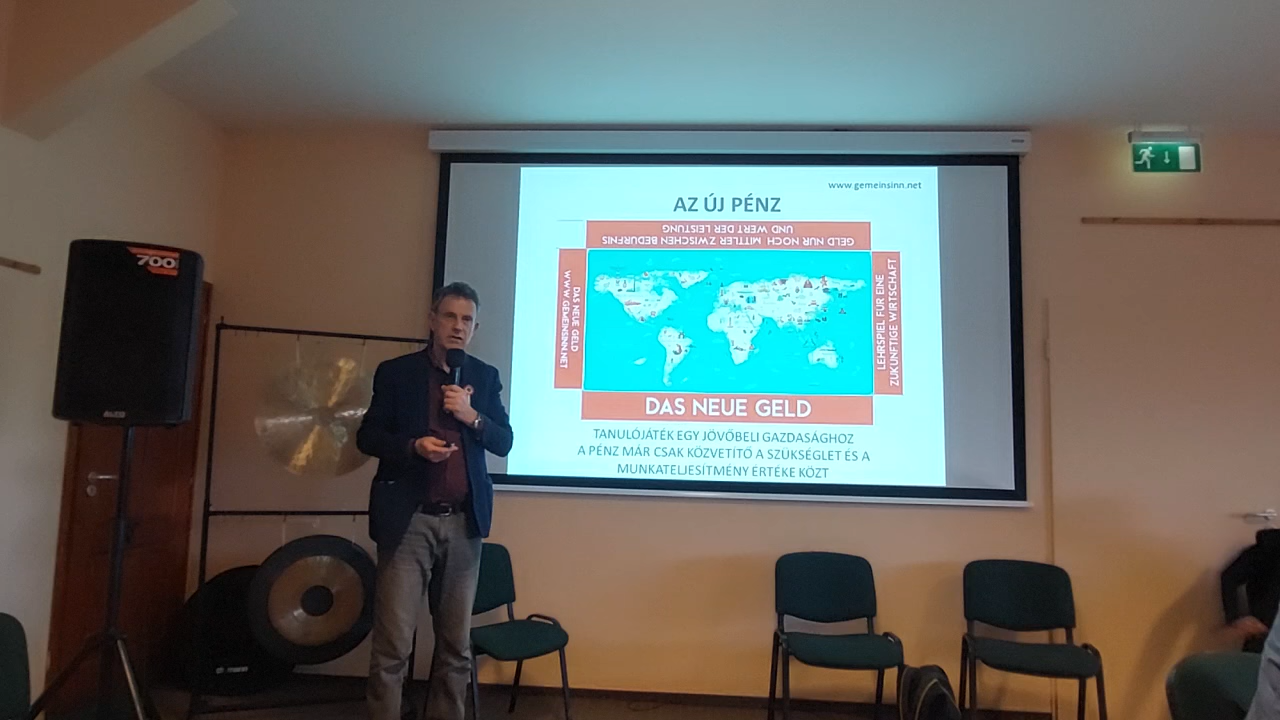 www.gemeinsinn.net
AZ ÚJ PÉNZ
GELD NUR NOCH MITTLER ZWISCHEN BEDÜRFNIS
UND WERT DER LEISTUNG
DAS NEUE GELD
WWW.GEMEINSINN.NET
LEHRSPIEL FÜR EINE
ZUKÜNFTIGE WIRTSCHAFT
DAS NEUE GELD
TANULÓJÁTÉK EGY JÖVŐBELI GAZDASÁGHOZ
A PÉNZ MÁR CSAK KÖZVETÍTŐ A SZÜKSÉGLET ÉS A
MUNKATELJESÍTMÉNY ÉRTÉKE KÖZT
700